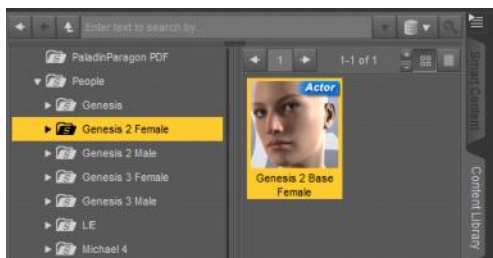 Enter text to search by...
PaladinParagon PDF
People
Genesis
Genesis 2 Female
Genesis 2 Male
Genesis 3 Female
Genesis 3 Male
LIE
Michael 4
1
1-1 of 1
Actor
Genesis 2 Base
Female
Smart Content
Content Library